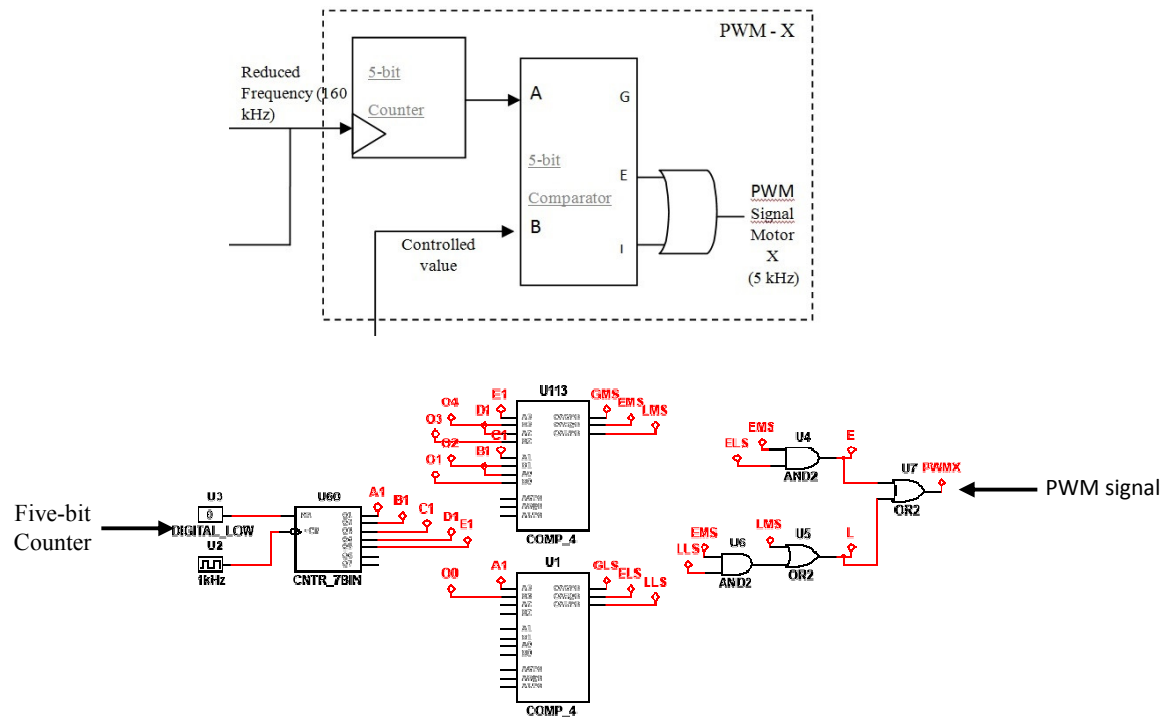 PWM - X
Reduced
Frequency (160
kHz)
5-bit
Counter
A
G
5-bit
Comparator
E
B
I
Controlled
value
PWM
Signal
Motor
X
(5 kHz)
Five-bit
Counter
U3
0
DIGITAL_LOW
U2
1kHz
U60
CNTR_7BIN
A1
B1
C1
D1
E1
U113
E1
O4
D1
O3
C1
O2
B1
O1
GMS
EMS
LMS
COMP_4
U1
O0
A1
GLS
ELS
LLS
COMP_4
EMS
ELS
U4
AND2
E
U7
PWMX
OR2
EMS
LLS
U6
AND2
LMS
U5
OR2
L
PWM signal